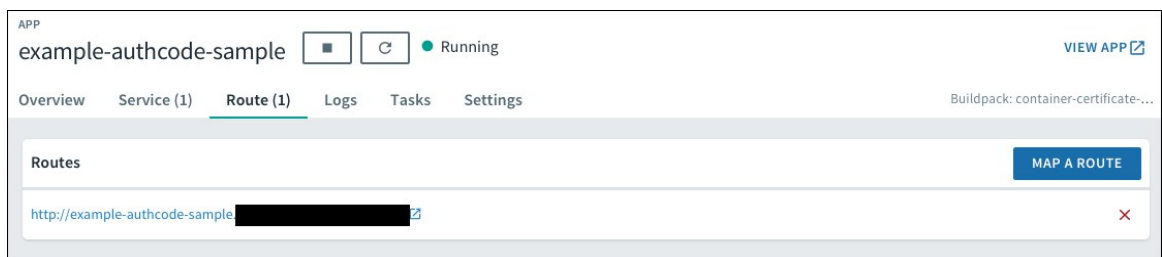 APP
example-authcode-sample Running VIEW APP
Overview Service (1) Route (1) Logs Tasks Settings Buildpack: container-certificate-...
Routes MAP A ROUTE
http://example-authcode-sample.